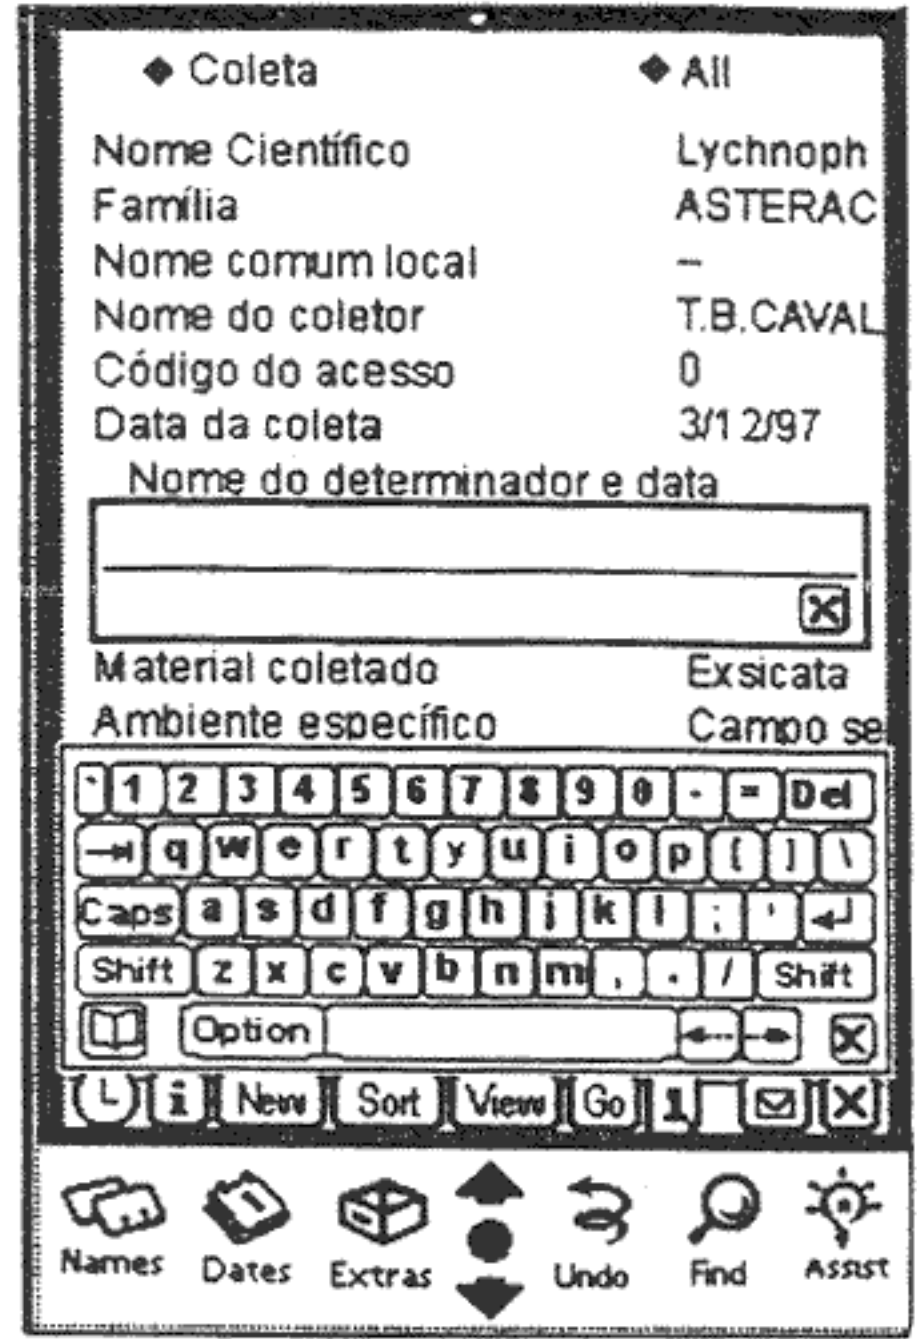 ◆ Coleta ◆ All
Nome Científico Lychnoph
Família ASTERAC
Nome comum local --
Nome do coletor T.B.CAVAL
Código do acesso 0
Data da coleta 3/12/97
Nome do determinador e data
Material coletado Exsicata
Ambiente específico Campo se
` 1 2 3 4 5 6 7 8 9 0 - = Del
q w e r t y u i o p [ ] \
Caps a s d f g h j k l ; '
Shift z x c v b n m , . / Shift
Option
i New Sort View Go 1
Names Dates Extras Undo Find Assist